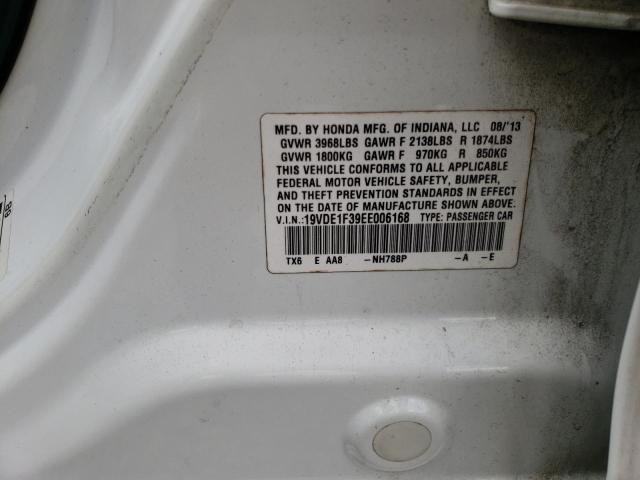 MFD. BY HONDA MFG. OF INDIANA, LLC 08/'13
GVWR 3968LBS GAWR F 2138LBS R 1874LBS
GVWR 1800KG GAWR F 970KG R 850KG
THIS VEHICLE CONFORMS TO ALL APPLICABLE
FEDERAL MOTOR VEHICLE SAFETY, BUMPER,
AND THEFT PREVENTION STANDARDS IN EFFECT
ON THE DATE OF MANUFACTURE SHOWN ABOVE.
V.I.N.: 19VDE1F39EE006168 TYPE: PASSENGER CAR
TX6 E AA8 -NH788P -A -E